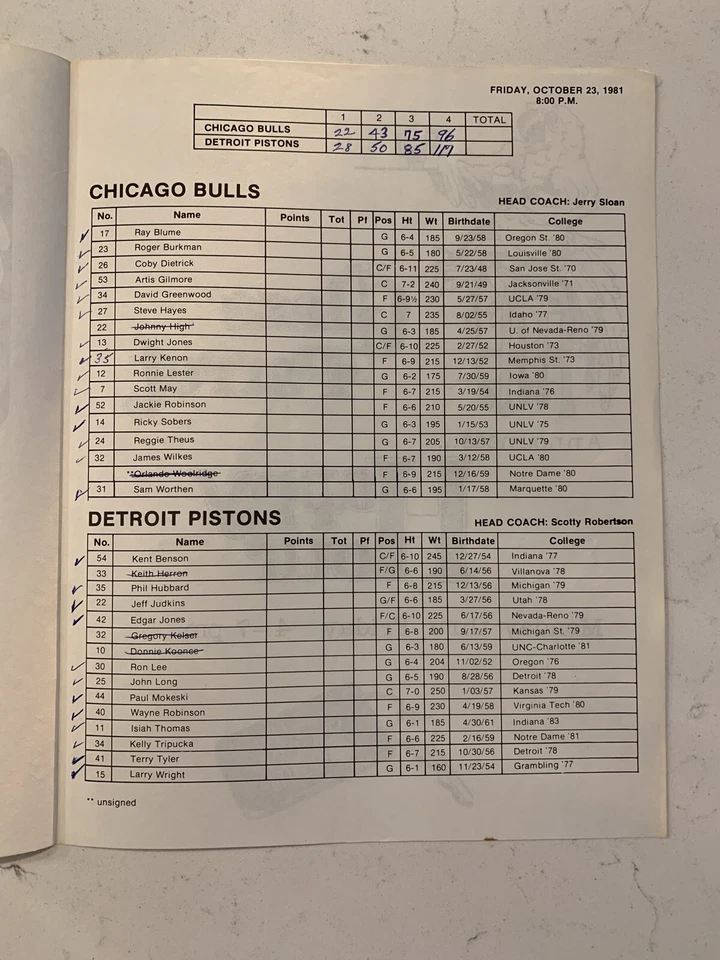 FRIDAY, OCTOBER 23, 1981
8:00 P.M.
1 2 3 4 TOTAL
CHICAGO BULLS 22 43 75 96
DETROIT PISTONS 28 50 85 117
CHICAGO BULLS HEAD COACH: Jerry Sloan
No. Name Points Tot Pf Pos Ht Wt Birthdate College
17 Ray Blume G 6-4 185 9/23/58 Oregon St. '80
23 Roger Burkman G 6-5 180 5/22/58 Louisville '80
26 Coby Dietrick C/F 6-11 225 7/23/48 San Jose St. '70
53 Artis Gilmore C 7-2 240 9/21/49 Jacksonville '71
34 David Greenwood F 6-9½ 230 5/27/57 UCLA '79
27 Steve Hayes C 7 235 8/02/55 Idaho '77
22 Johnny High G 6-3 185 4/25/57 U. of Nevada-Reno '79
13 Dwight Jones C/F 6-10 225 2/27/52 Houston '73
35 Larry Kenon F 6-9 215 12/13/52 Memphis St. '73
12 Ronnie Lester G 6-2 175 7/30/59 Iowa '80
7 Scott May F 6-7 215 3/19/54 Indiana '76
52 Jackie Robinson F 6-6 210 5/20/55 UNLV '78
14 Ricky Sobers G 6-3 195 1/15/53 UNLV '75
24 Reggie Theus G 6-7 205 10/13/57 UNLV '79
32 James Wilkes F 6-7 190 3/12/58 UCLA '80
**Orlando Woolridge F 6-9 215 12/16/59 Notre Dame '80
31 Sam Worthen G 6-6 195 1/17/58 Marquette '80
DETROIT PISTONS HEAD COACH: Scotty Robertson
No. Name Points Tot Pf Pos Ht Wt Birthdate College
54 Kent Benson C/F 6-10 245 12/27/54 Indiana '77
33 Keith Herron F/G 6-6 190 6/14/56 Villanova '78
35 Phil Hubbard F 6-8 215 12/13/56 Michigan '79
22 Jeff Judkins G/F 6-6 185 3/27/56 Utah '78
42 Edgar Jones F/C 6-10 225 6/17/56 Nevada-Reno '79
32 Gregory Kelser F 6-8 200 9/17/57 Michigan St. '79
10 Donnie Koonce G 6-3 180 6/13/59 UNC-Charlotte '81
30 Ron Lee G 6-4 204 11/02/52 Oregon '76
25 John Long G 6-5 190 8/28/56 Detroit '78
44 Paul Mokeski C 7-0 250 1/03/57 Kansas '79
40 Wayne Robinson F 6-9 230 4/19/58 Virginia Tech '80
11 Isiah Thomas G 6-1 185 4/30/61 Indiana '83
34 Kelly Tripucka F 6-6 225 2/16/59 Notre Dame '81
41 Terry Tyler F 6-7 215 10/30/56 Detroit '78
15 Larry Wright G 6-1 160 11/23/54 Grambling '77
** unsigned